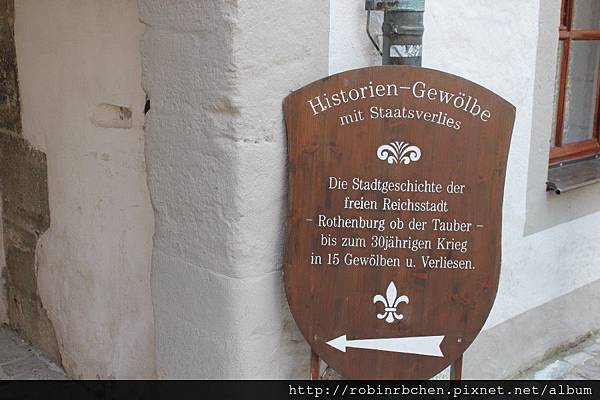 Historien-Gewölbe
mit Staatsverlies
Die Stadtgeschichte der
freien Reichsstadt
- Rothenburg ob der Tauber -
bis zum 30jährigen Krieg
in 15 Gewölben u. Verliesen.
http://robinrbchen.pixnet.net/album